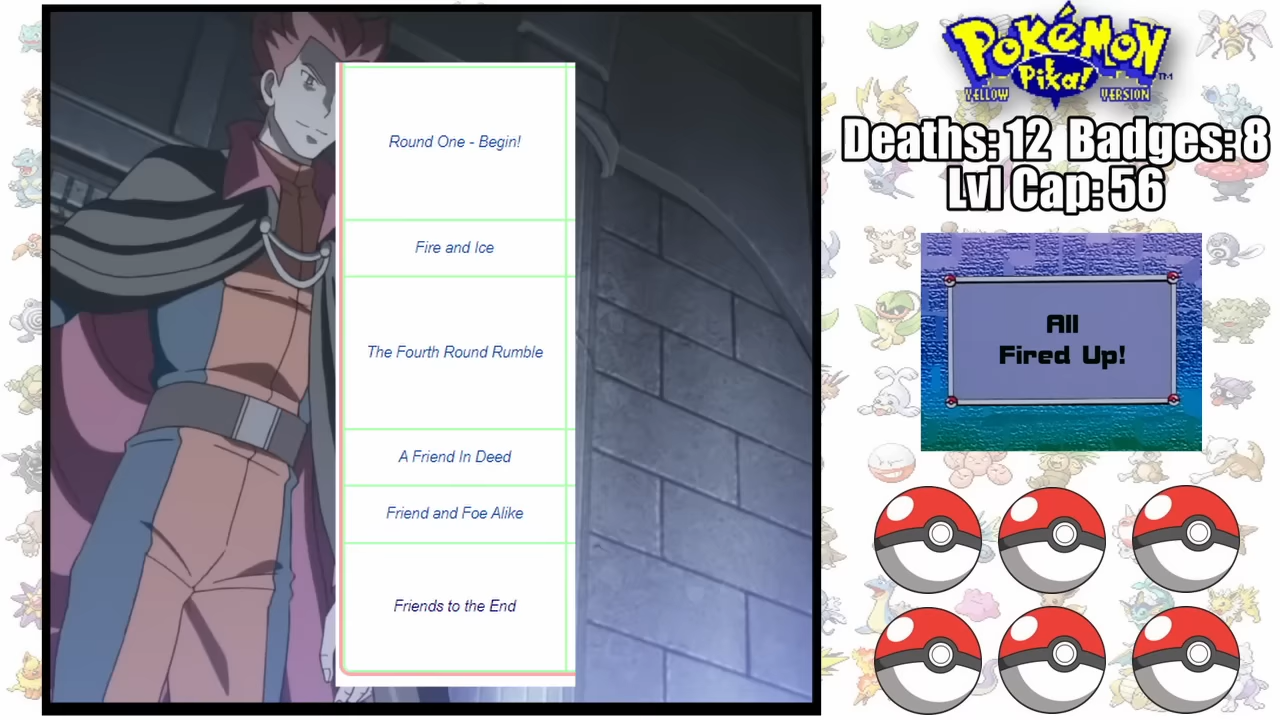 Round One - Begin!
Fire and Ice
The Fourth Round Rumble
A Friend In Deed
Friend and Foe Alike
Friends to the End
POKéMON
Pika!
YELLOW VERSION
TM
Deaths: 12 Badges: 8
Lvl Cap: 56
All
Fired Up!